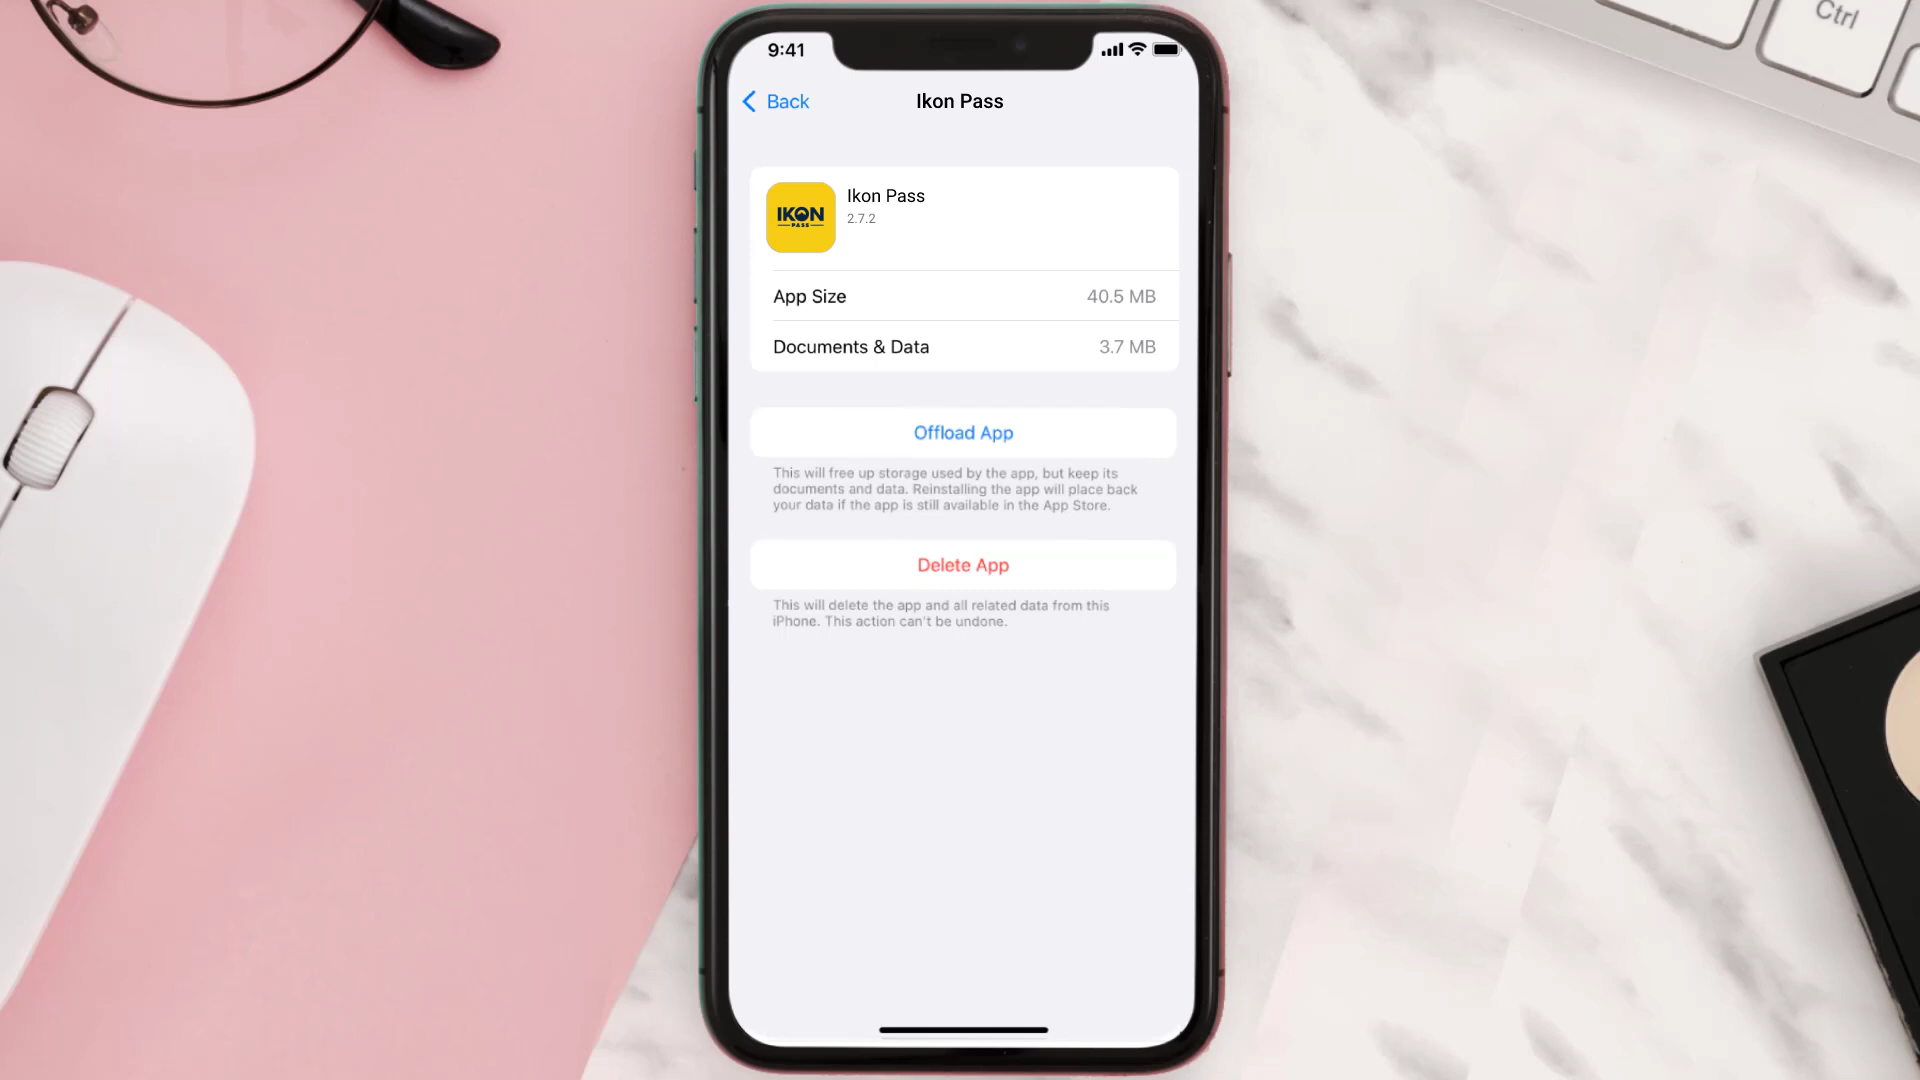 Ctrl
9:41
Back
Ikon Pass
IKON
PASS
Ikon Pass
2.7.2
App Size 40.5 MB
Documents & Data 3.7 MB
Offload App
This will free up storage used by the app, but keep its
documents and data. Reinstalling the app will place back
your data if the app is still available in the App Store.
Delete App
This will delete the app and all related data from this
iPhone. This action can't be undone.